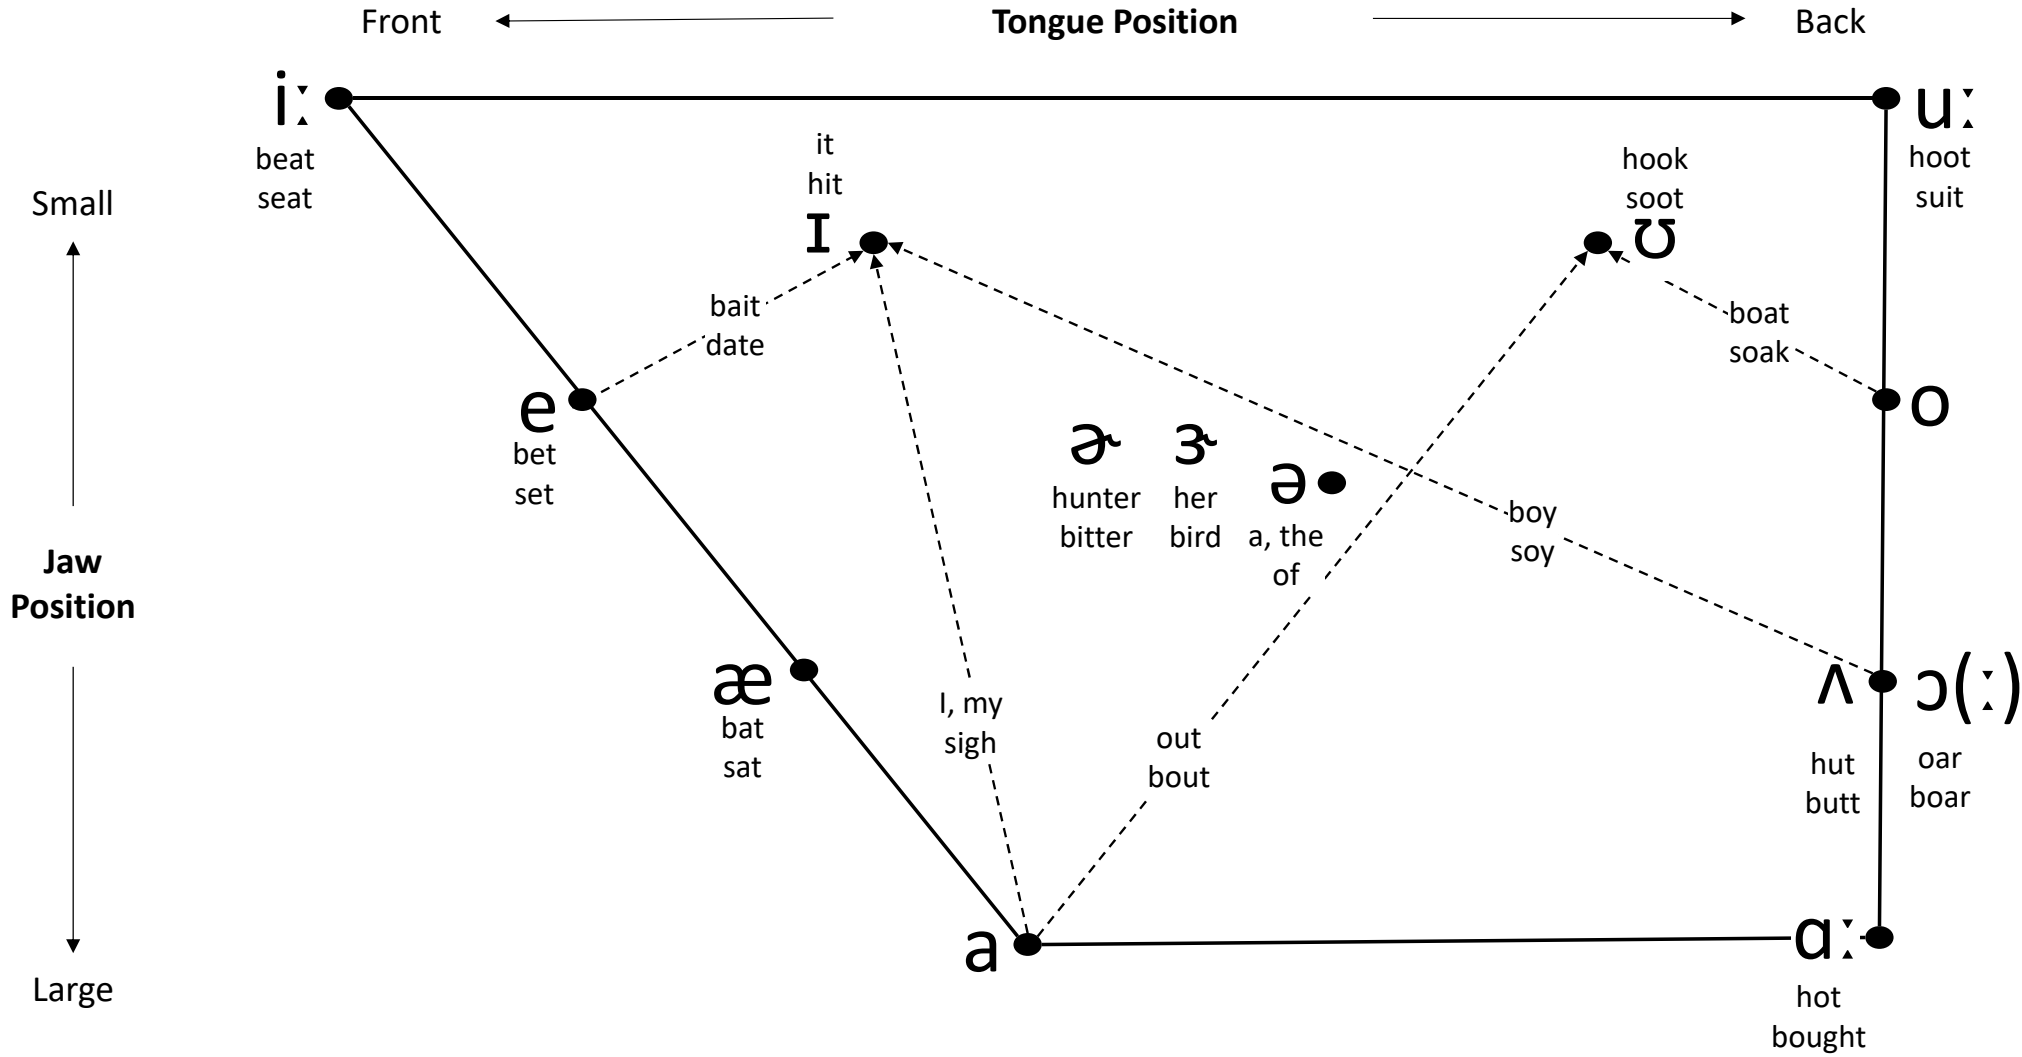 Front
Tongue Position
Back
iː
beat
seat
uː
hoot
suit
it
hit
ɪ
hook
soot
ʊ
Small
Jaw
Position
Large
bait
date
boat
soak
e
bet
set
o
ɚ
hunter
bitter
ɝ
her
bird
ə
a, the
of
boy
soy
æ
bat
sat
I, my
sigh
out
bout
ʌ
hut
butt
ɔ(ː)
oar
boar
a
ɑː
hot
bought